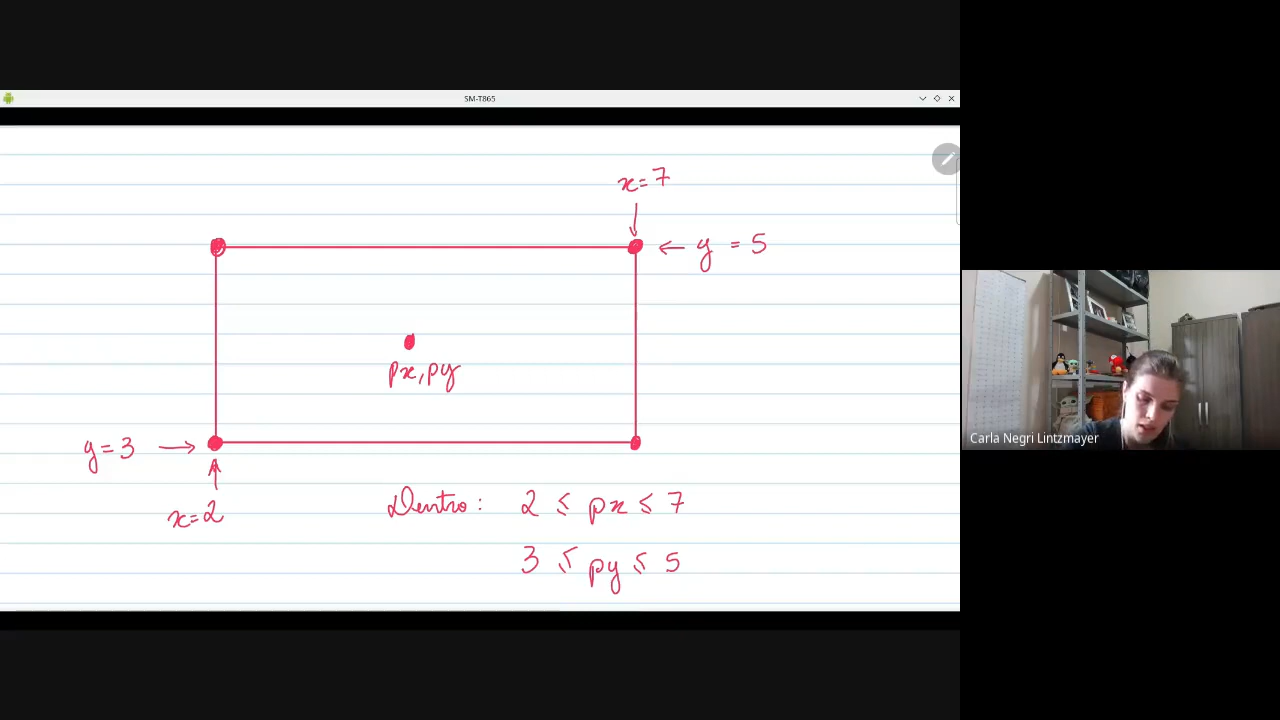 SM-T865
x=7
← y = 5
px,py
y=3 →
x=2
Dentro: 2 ≤ px ≤ 7
3 ≤ py ≤ 5
Carla Negri Lintzmayer